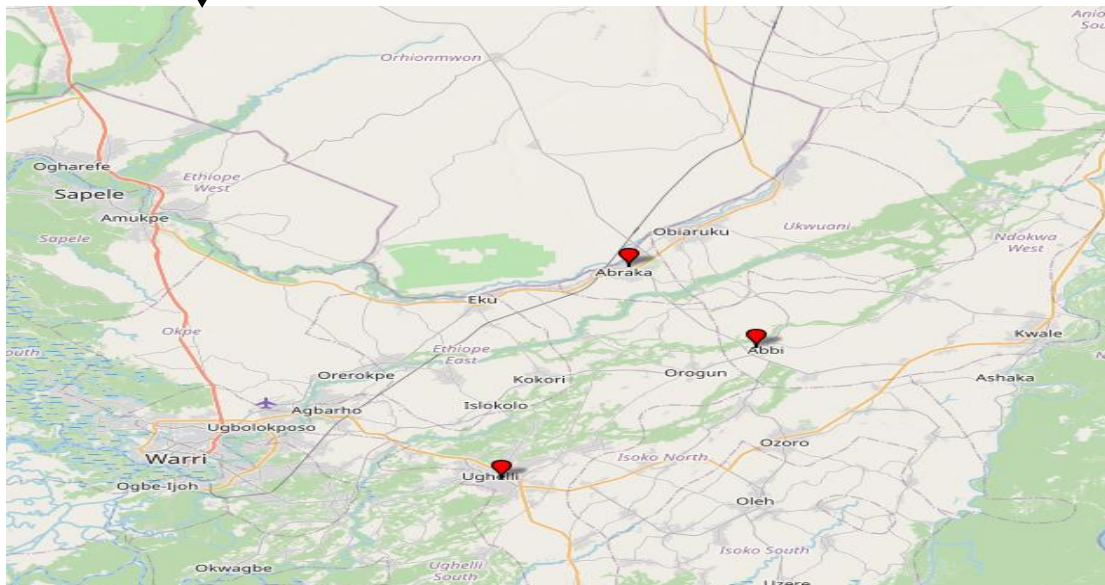 Orhionmwon
Ogharefe
Sapele
Ethiope
West
Amukpe
Sapele
Obiaruku
Ukwuani
Ndokwa
West
Abraka
Eku
Okpe
Kwale
Abbi
Ethiope
East
Orerokpe
Kokori
Orogun
Ashaka
Agbarho
Islokolo
Ugbolokposo
Warri
Ozoro
Isoko North
Ughelli
Ogbe-Ijoh
Oleh
Isoko South
Okwagbe
Ughelli
South
Uzere